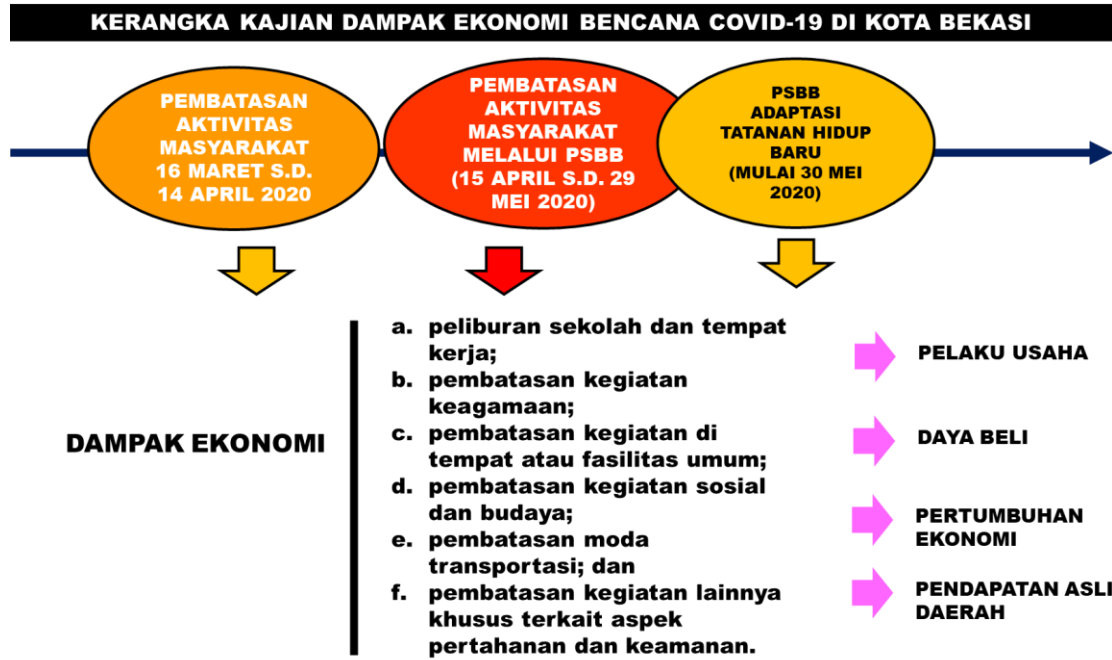 KERANGKA KAJIAN DAMPAK EKONOMI BENCANA COVID-19 DI KOTA BEKASI
PEMBATASAN
AKTIVITAS
MASYARAKAT
16 MARET S.D.
14 APRIL 2020
PEMBATASAN
AKTIVITAS
MASYARAKAT
MELALUI PSBB
(15 APRIL S.D. 29
MEI 2020)
PSBB
ADAPTASI
TATANAN HIDUP
BARU
(MULAI 30 MEI
2020)
DAMPAK EKONOMI
a. peliburan sekolah dan tempat
kerja;
b. pembatasan kegiatan
keagamaan;
c. pembatasan kegiatan di
tempat atau fasilitas umum;
d. pembatasan kegiatan sosial
dan budaya;
e. pembatasan moda
transportasi; dan
f. pembatasan kegiatan lainnya
khusus terkait aspek
pertahanan dan keamanan.
PELAKU USAHA
DAYA BELI
PERTUMBUHAN
EKONOMI
PENDAPATAN ASLI
DAERAH